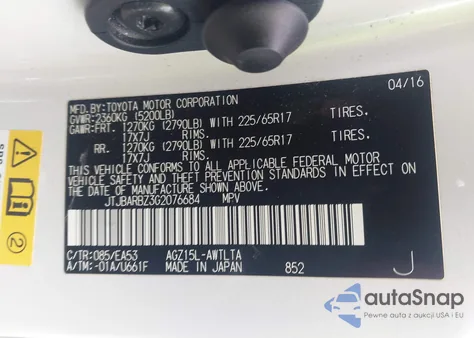 MFD.BY:TOYOTA MOTOR CORPORATION 04/16
GVWR:2360KG (5200LB)
GAWR:FRT. 1270KG (2790LB) WITH 225/65R17 TIRES.
17X7J RIMS.
RR. 1270KG (2790LB) WITH 225/65R17 TIRES.
17X7J RIMS.
THIS VEHICLE CONFORMS TO ALL APPLICABLE FEDERAL MOTOR
VEHICLE SAFETY AND THEFT PREVENTION STANDARDS IN EFFECT
ON THE DATE OF MANUFACTURE SHOWN ABOVE.
JTJBARBZ3G2076684 MPV
C/TR:085/EA53 AGZ15L-AWTLTA
A/TM:-01A/U661F MADE IN JAPAN 852 J
2
autoSnap
Pewne auta z USA i EU